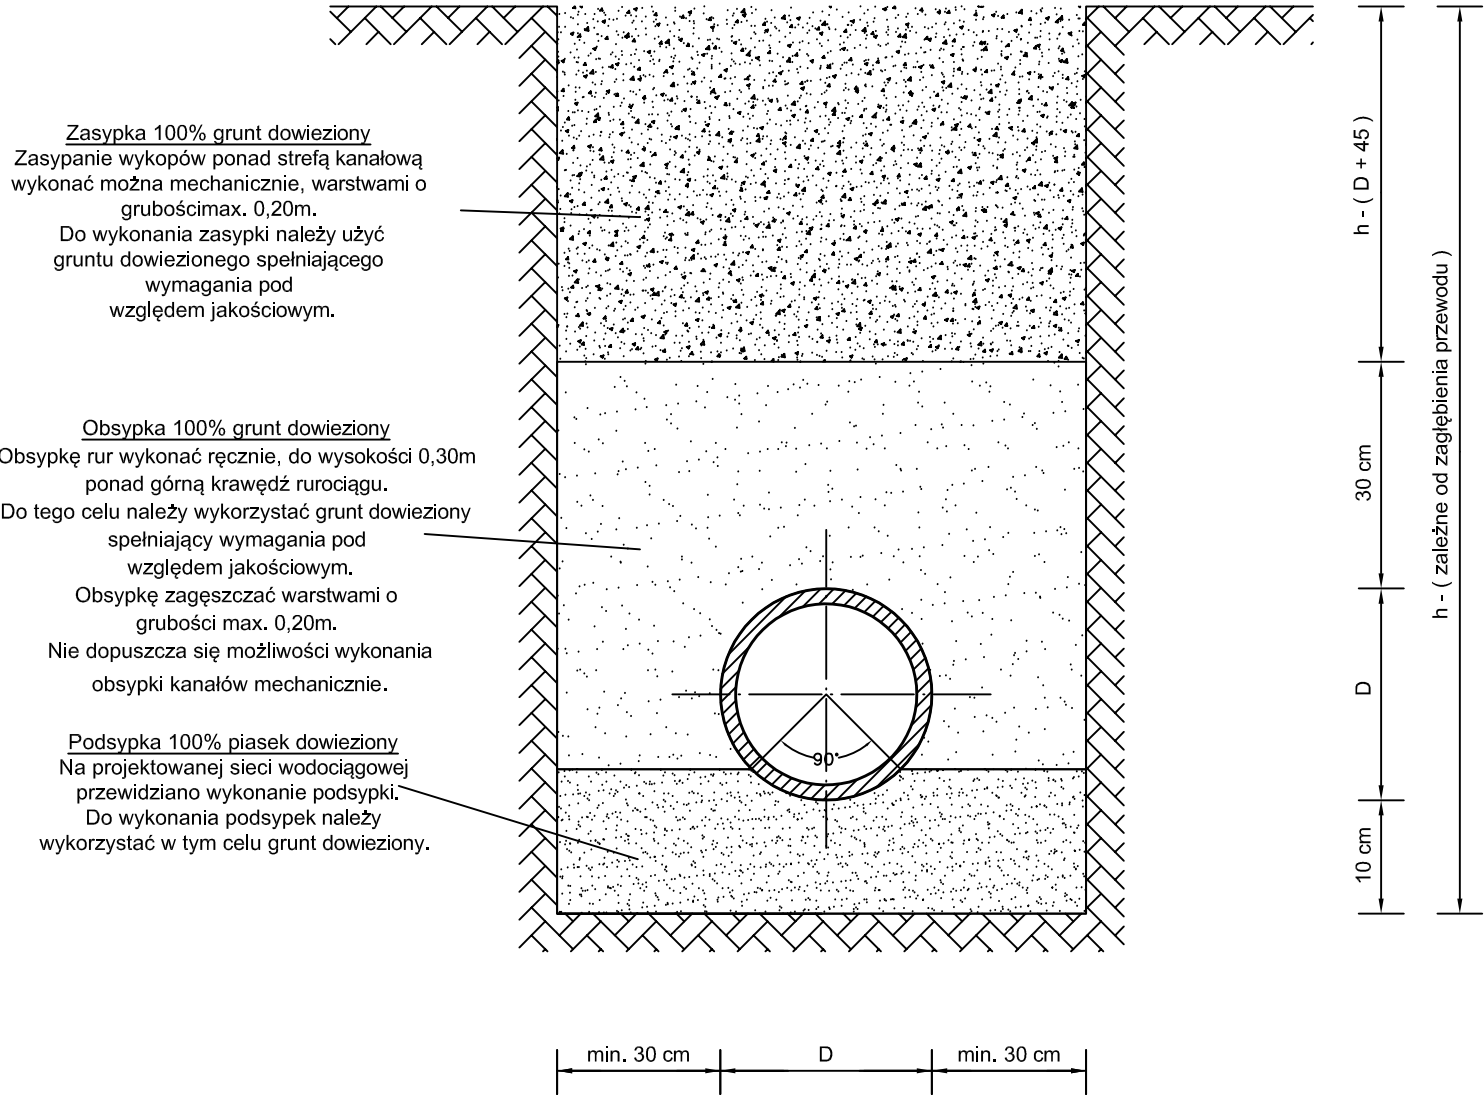 Zasypka 100% grunt dowieziony
Zasypanie wykopów ponad strefą kanałową
wykonać można mechanicznie, warstwami o
grubościmax. 0,20m.
Do wykonania zasypki należy użyć
gruntu dowiezionego spełniającego
wymagania pod
względem jakościowym.
Obsypka 100% grunt dowieziony
Obsypkę rur wykonać ręcznie, do wysokości 0,30m
ponad górną krawędź rurociągu.
Do tego celu należy wykorzystać grunt dowieziony
spełniający wymagania pod
względem jakościowym.
Obsypkę zagęszczać warstwami o
grubości max. 0,20m.
Nie dopuszcza się możliwości wykonania
obsypki kanałów mechanicznie.
Podsypka 100% piasek dowieziony
Na projektowanej sieci wodociągowej
przewidziano wykonanie podsypki.
Do wykonania podsypek należy
wykorzystać w tym celu grunt dowieziony.
90°
h - ( D + 45 )
30 cm
D
10 cm
h - ( zależne od zagłębienia przewodu )
min. 30 cm
D
min. 30 cm